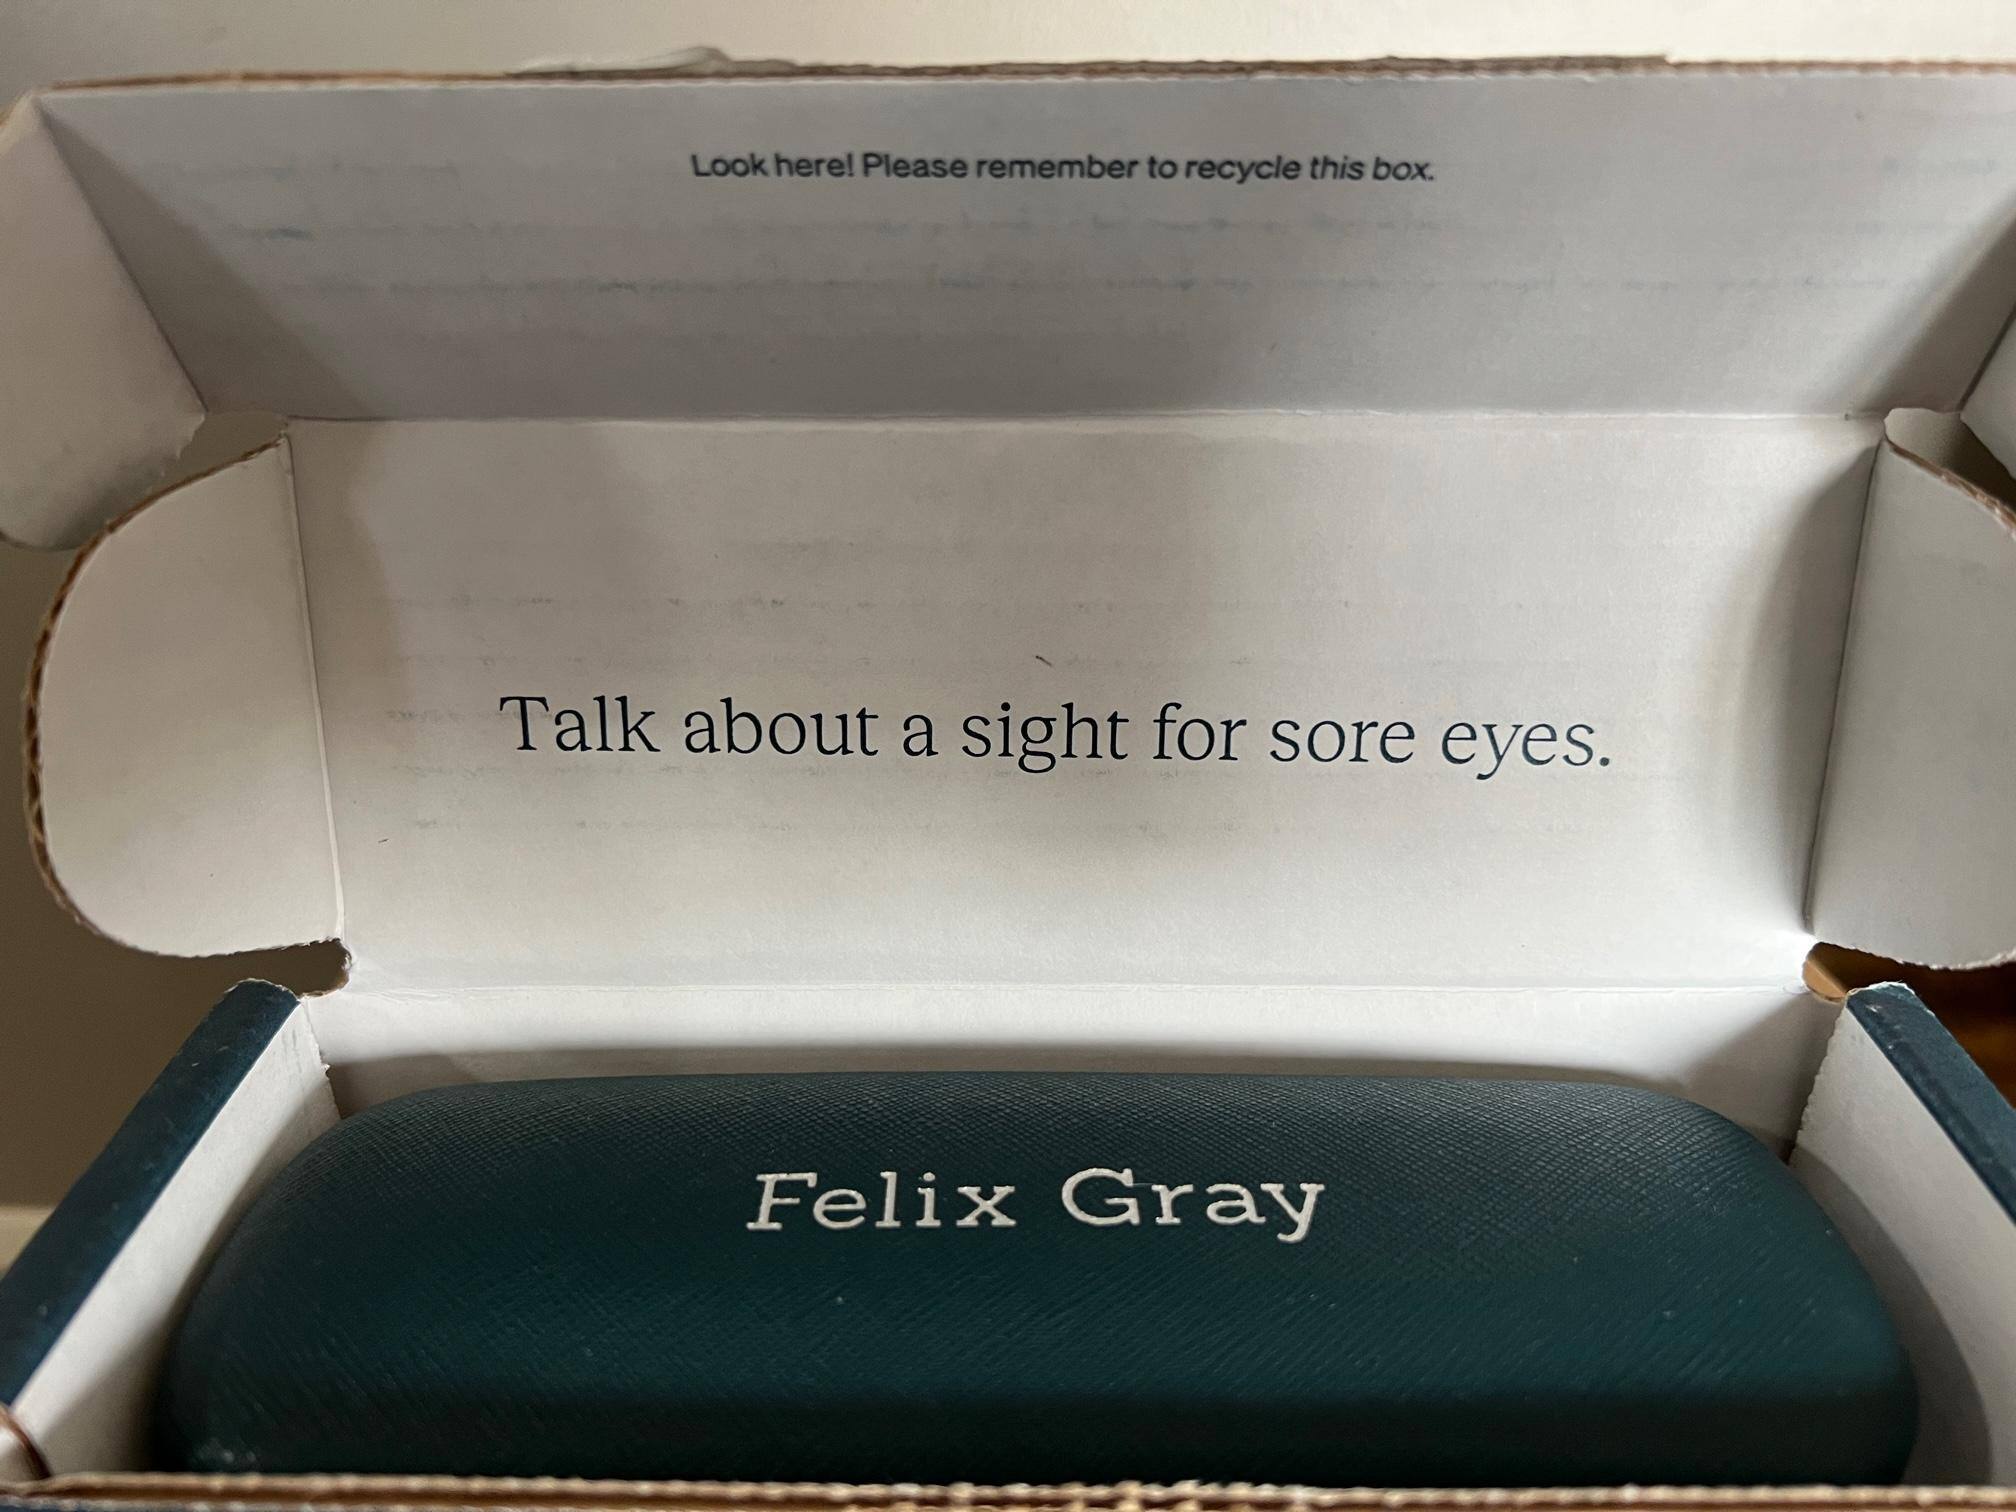 Look here! Please remember to recycle this box.
Talk about a sight for sore eyes.
Felix Gray